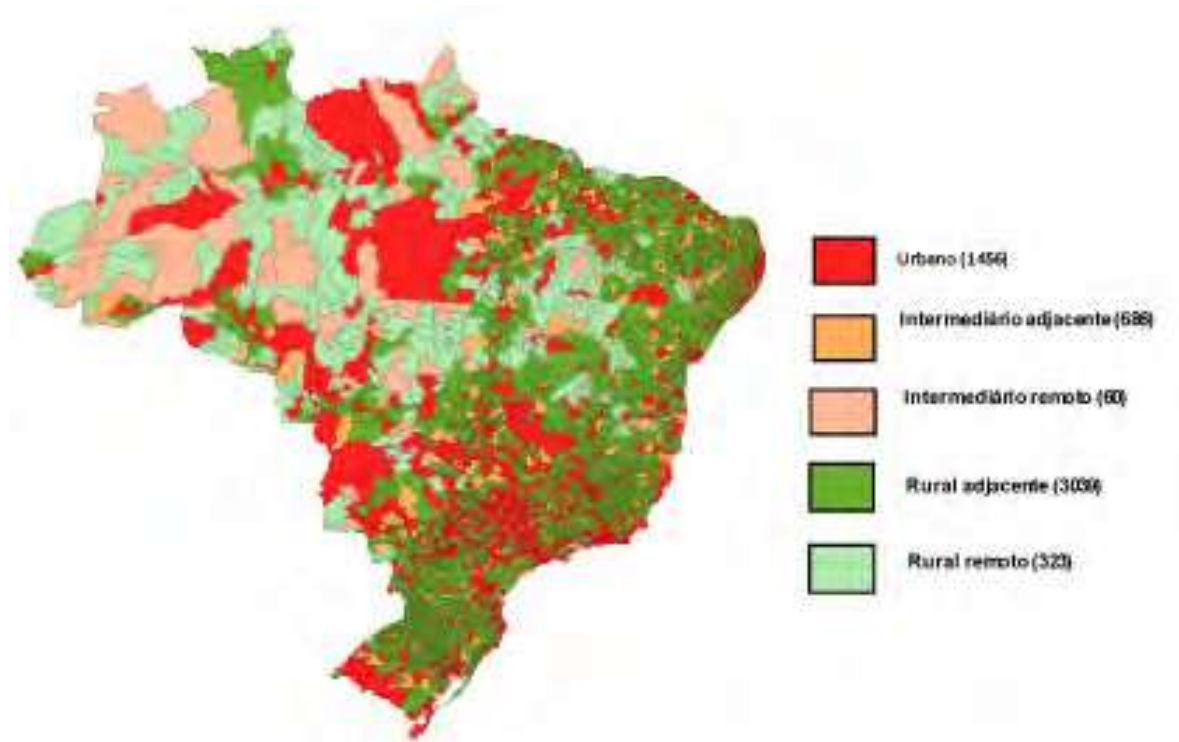 Urbano (1456)
Intermediário adjacente (686)
Intermediário remoto (60)
Rural adjacente (3039)
Rural remoto (323)